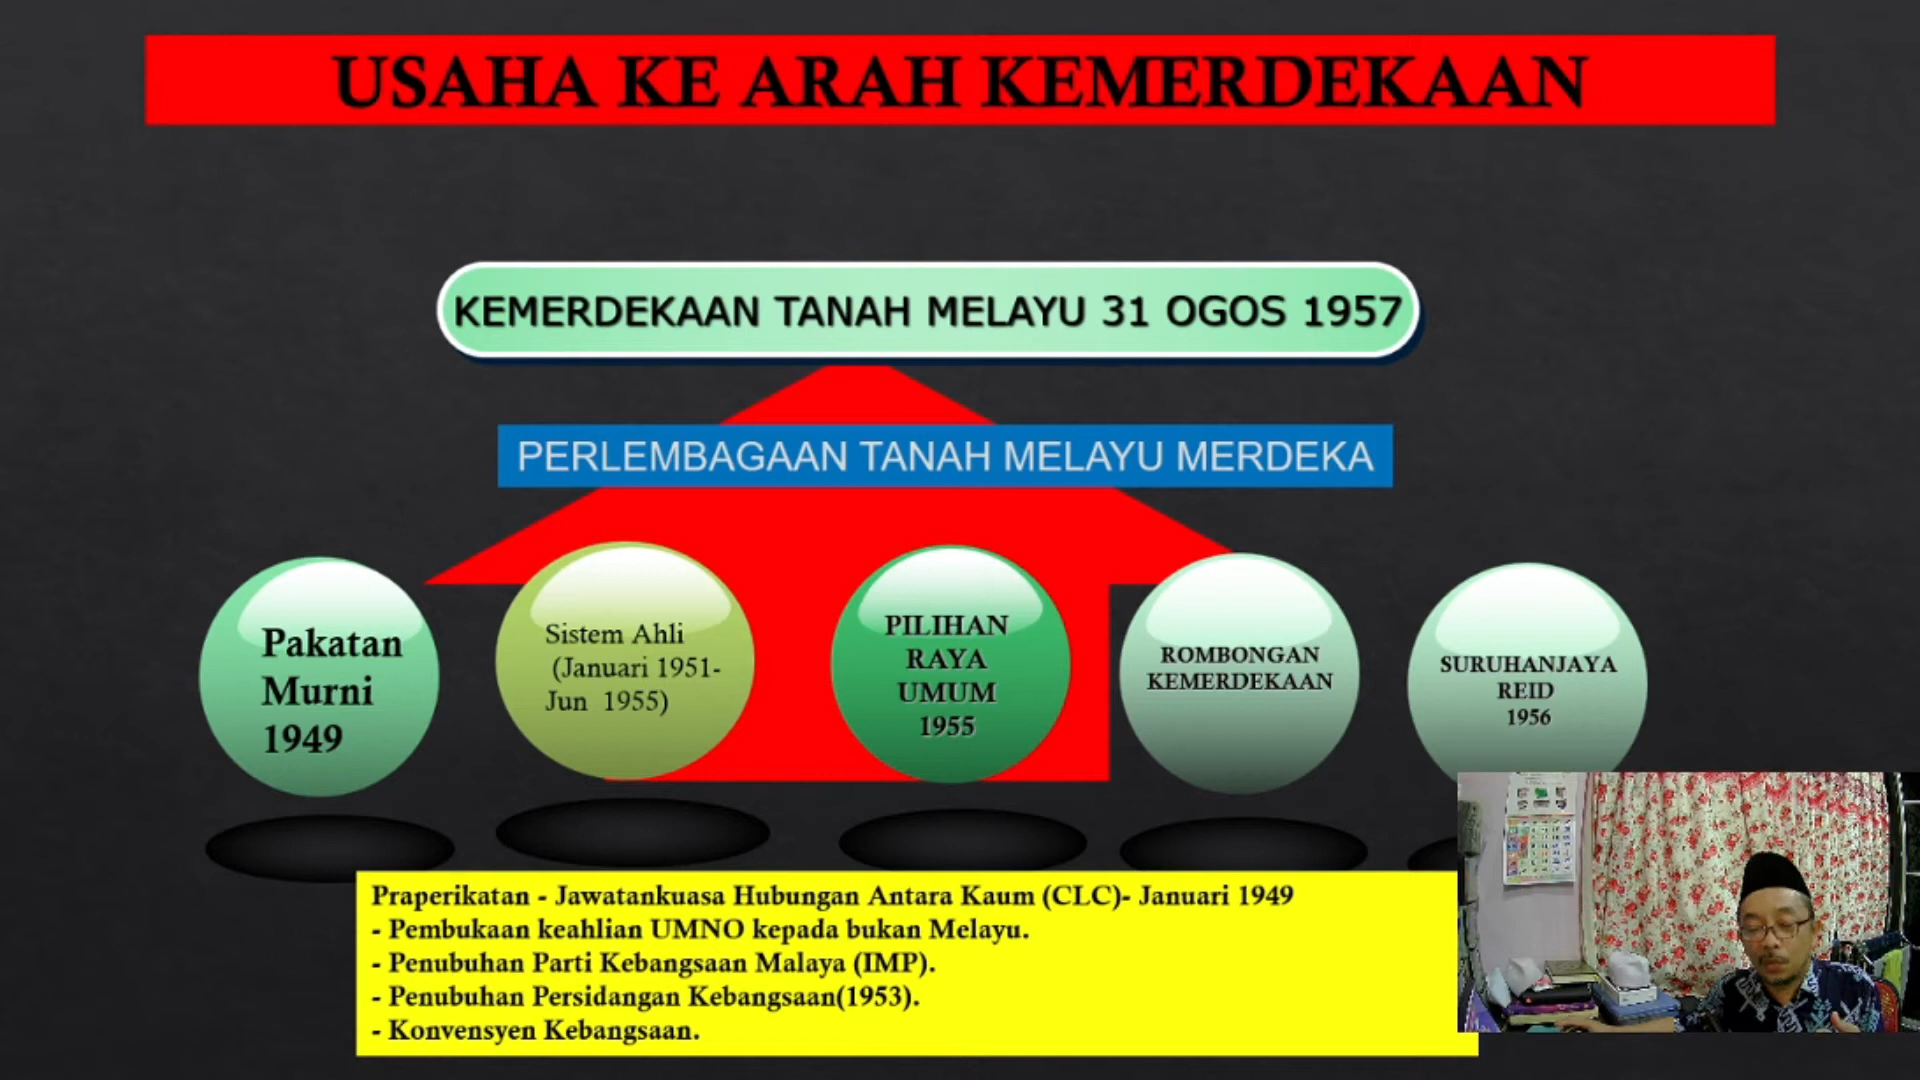 USAHA KE ARAH KEMERDEKAAN
KEMERDEKAAN TANAH MELAYU 31 OGOS 1957
PERLEMBAGAAN TANAH MELAYU MERDEKA
Pakatan
Murni
1949
Sistem Ahli
(Januari 1951-
Jun 1955)
PILIHAN
RAYA
UMUM
1955
ROMBONGAN
KEMERDEKAAN
SURUHANJAYA
REID
1956
Praperikatan - Jawatankuasa Hubungan Antara Kaum (CLC)- Januari 1949
- Pembukaan keahlian UMNO kepada bukan Melayu.
- Penubuhan Parti Kebangsaan Malaya (IMP).
- Penubuhan Persidangan Kebangsaan(1953).
- Konvensyen Kebangsaan.